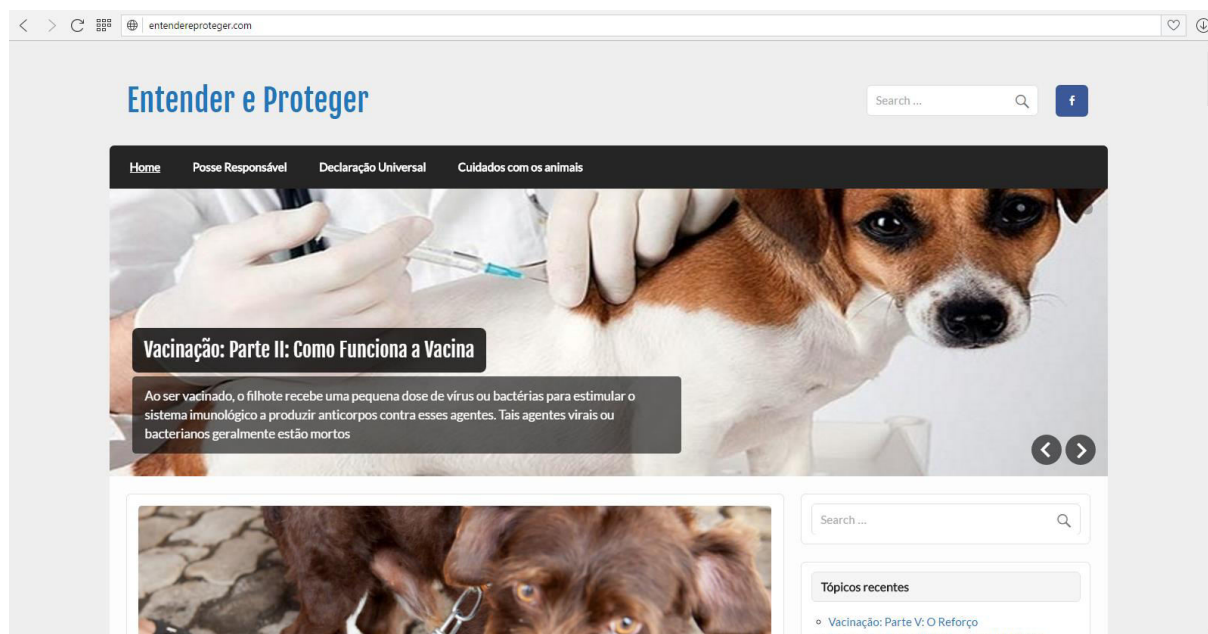 entendereproteger.com
Entender e Proteger
Search ...
f
Home Posse Responsável Declaração Universal Cuidados com os animais
Vacinação: Parte II: Como Funciona a Vacina
Ao ser vacinado, o filhote recebe uma pequena dose de vírus ou bactérias para estimular o
sistema imunológico a produzir anticorpos contra esses agentes. Tais agentes virais ou
bacterianos geralmente estão mortos
Search ...
Tópicos recentes
Vacinação: Parte V: O Reforço